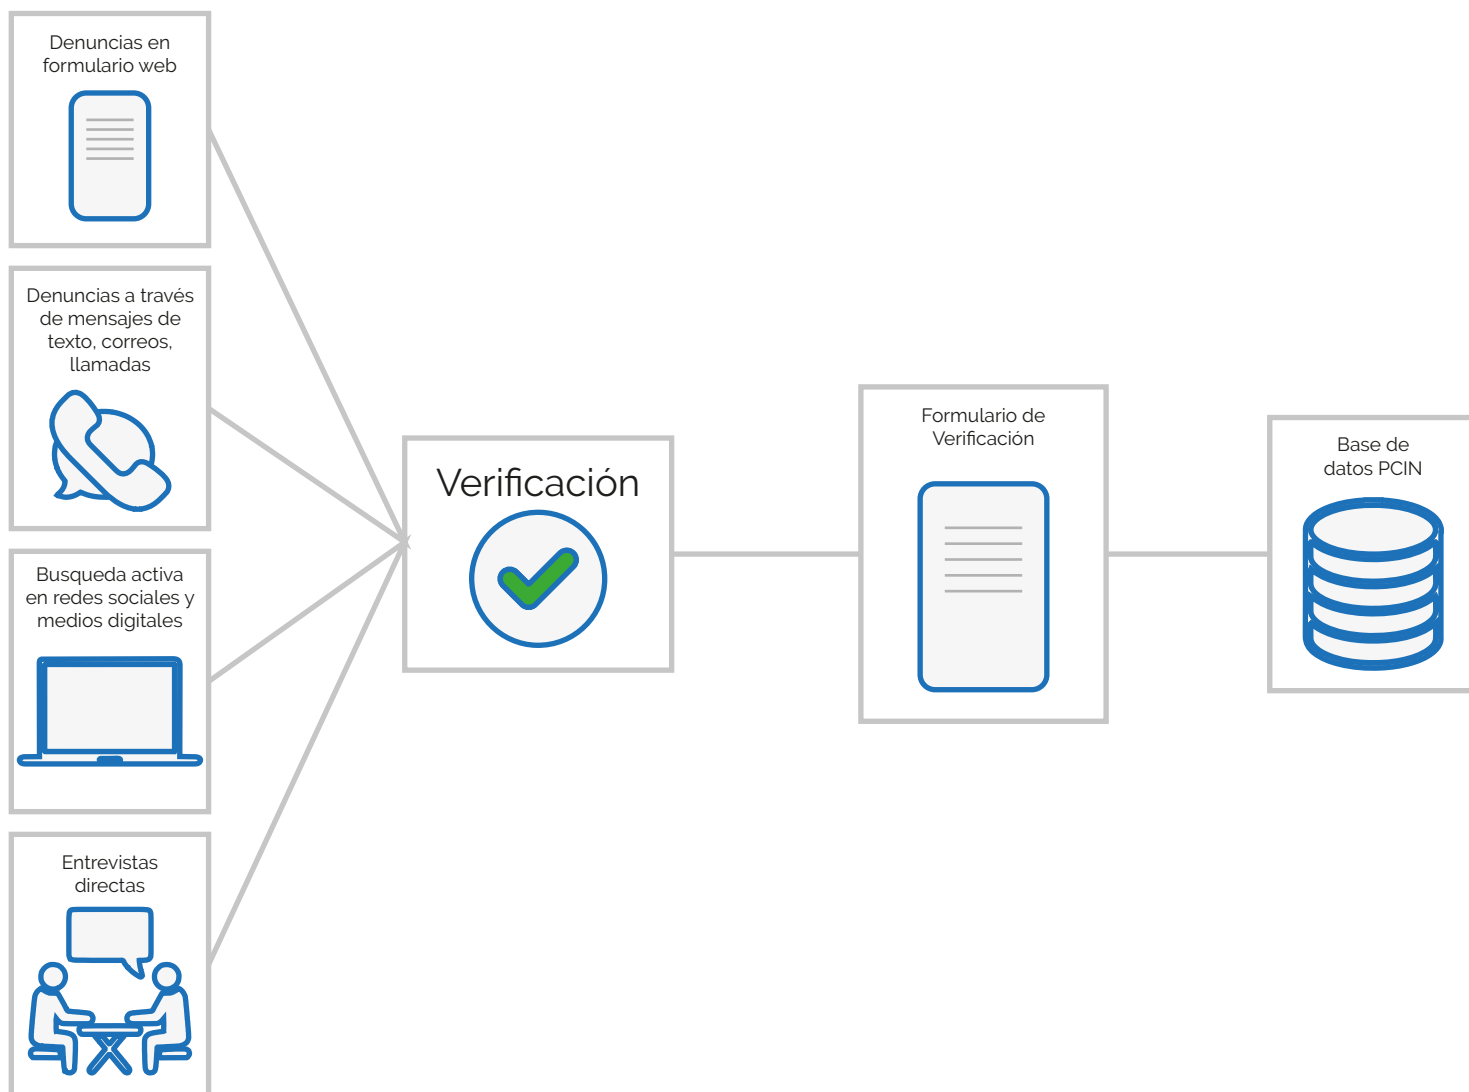 Denuncias en
formulario web
Denuncias a través
de mensajes de
texto, correos,
llamadas
Busqueda activa
en redes sociales y
medios digitales
Entrevistas
directas
Verificación
Formulario de
Verificación
Base de
datos PCIN